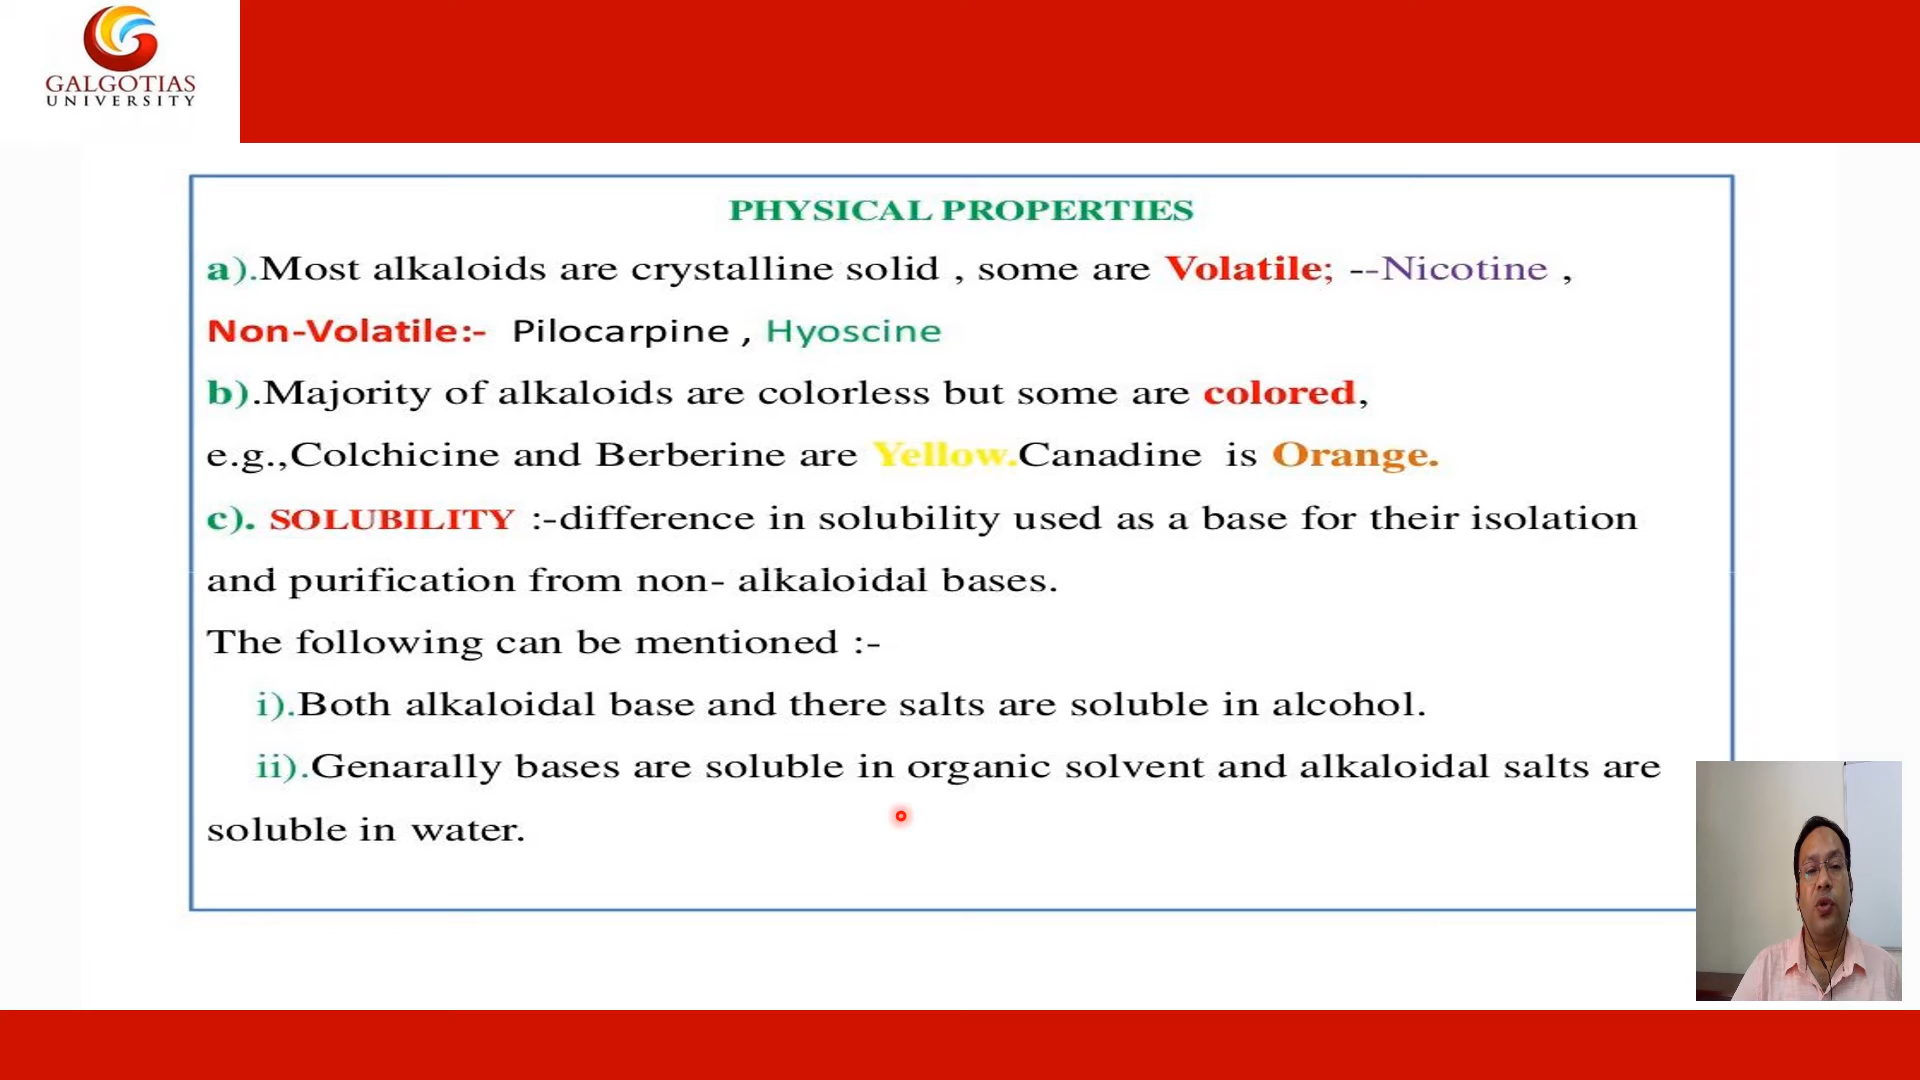 GALGOTIAS
UNIVERSITY
PHYSICAL PROPERTIES
a).Most alkaloids are crystalline solid , some are Volatile; --Nicotine ,
Non-Volatile:- Pilocarpine , Hyoscine
b).Majority of alkaloids are colorless but some are colored,
e.g.,Colchicine and Berberine are Yellow.Canadine is Orange.
c). SOLUBILITY :-difference in solubility used as a base for their isolation
and purification from non- alkaloidal bases.
The following can be mentioned :-
i).Both alkaloidal base and there salts are soluble in alcohol.
ii).Genarally bases are soluble in organic solvent and alkaloidal salts are
soluble in water.